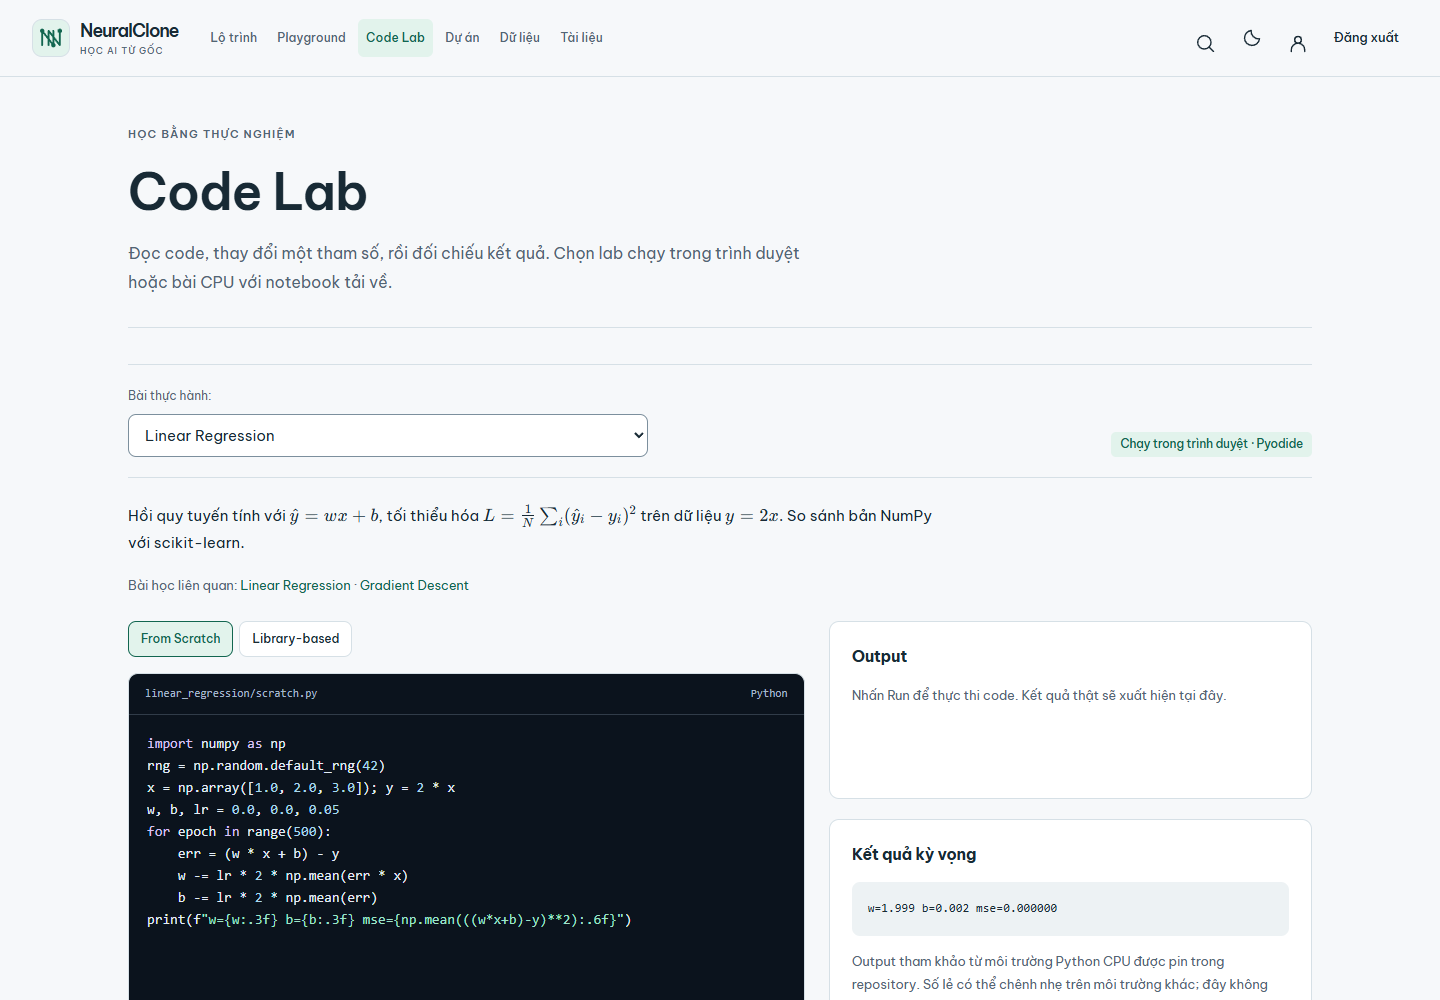 NeuralClone
HỌC AI TỪ GỐC
Lộ trình
Playground
Code Lab
Dự án
Dữ liệu
Tài liệu
Đăng xuất
HỌC BẰNG THỰC NGHIỆM
Code Lab
Đọc code, thay đổi một tham số, rồi đối chiếu kết quả. Chọn lab chạy trong trình duyệt
hoặc bài CPU với notebook tải về.
Bài thực hành:
Linear Regression
Chạy trong trình duyệt · Pyodide
Hồi quy tuyến tính với ŷ = wx + b, tối thiểu hóa L = 1/N ∑ᵢ(ŷᵢ − yᵢ)² trên dữ liệu y = 2x. So sánh bản NumPy
với scikit-learn.
Bài học liên quan: Linear Regression · Gradient Descent
From Scratch
Library-based
linear_regression/scratch.py
Python
import numpy as np
rng = np.random.default_rng(42)
x = np.array([1.0, 2.0, 3.0]); y = 2 * x
w, b, lr = 0.0, 0.0, 0.05
for epoch in range(500):
    err = (w * x + b) - y
    w -= lr * 2 * np.mean(err * x)
    b -= lr * 2 * np.mean(err)
print(f"w={w:.3f} b={b:.3f} mse={np.mean(((w*x+b)-y)**2):.6f}")
Output
Nhấn Run để thực thi code. Kết quả thật sẽ xuất hiện tại đây.
Kết quả kỳ vọng
w=1.999 b=0.002 mse=0.000000
Output tham khảo từ môi trường Python CPU được pin trong
repository. Số lẻ có thể chênh nhẹ trên môi trường khác; đây không